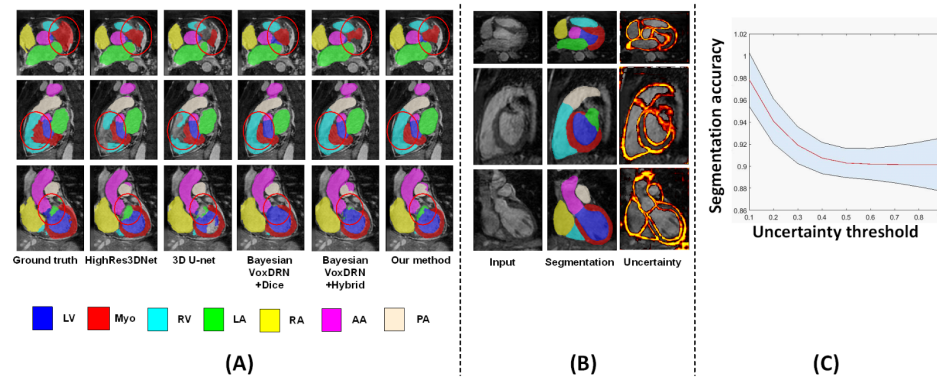 Ground truth HighRes3DNet 3D U-net Bayesian VoxDRN +Dice Bayesian VoxDRN +Hybrid Our method
LV Myo RV LA RA AA PA
(A)
Input Segmentation Uncertainty
(B)
Segmentation accuracy
1.02
1
0.98
0.96
0.94
0.92
0.9
0.88
0.86
0.1 0.2 0.3 0.4 0.5 0.6 0.7 0.8
Uncertainty threshold
(C)